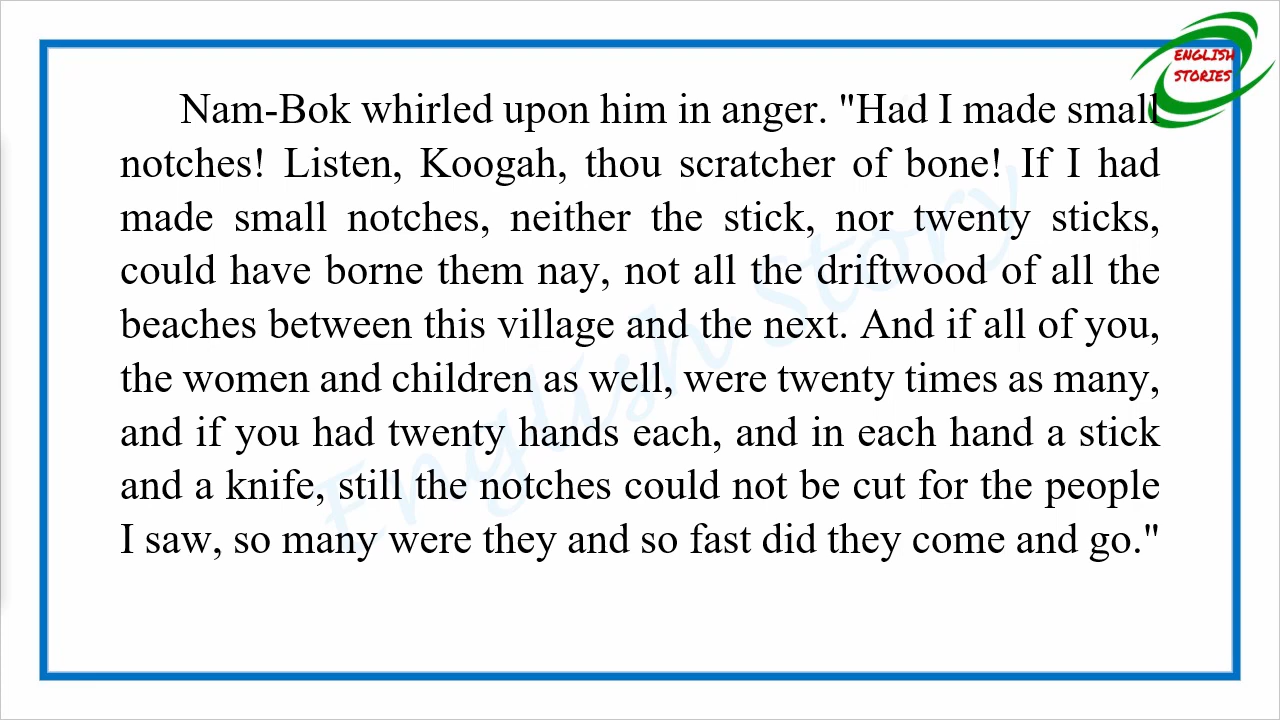 ENGLISH
STORIES
Nam-Bok whirled upon him in anger. "Had I made small
notches! Listen, Koogah, thou scratcher of bone! If I had
made small notches, neither the stick, nor twenty sticks,
could have borne them nay, not all the driftwood of all the
beaches between this village and the next. And if all of you,
the women and children as well, were twenty times as many,
and if you had twenty hands each, and in each hand a stick
and a knife, still the notches could not be cut for the people
I saw, so many were they and so fast did they come and go."
English Story